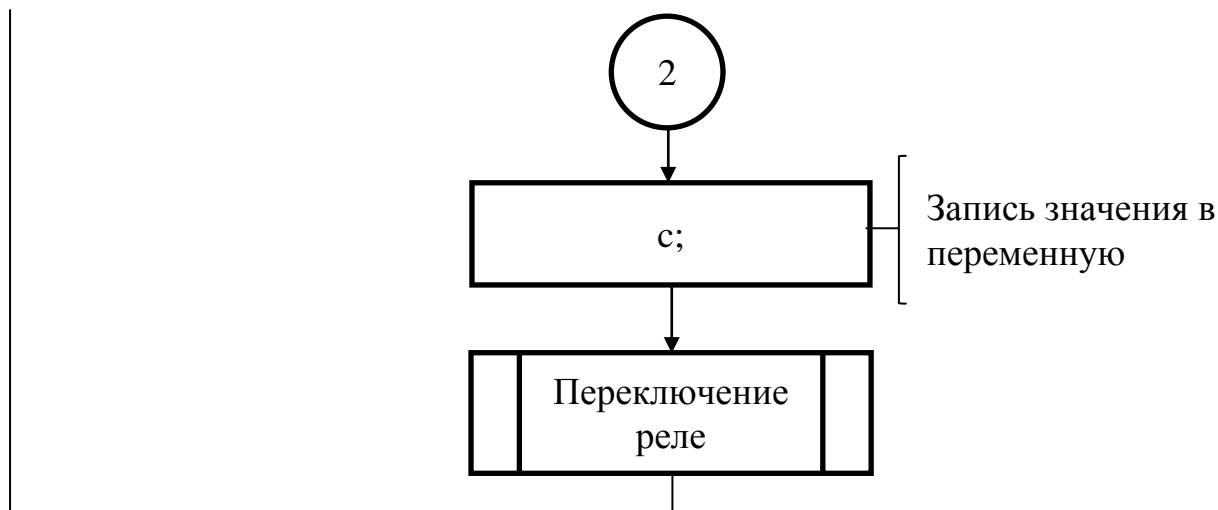 2
c;
Запись значения в
переменную
Переключение
реле